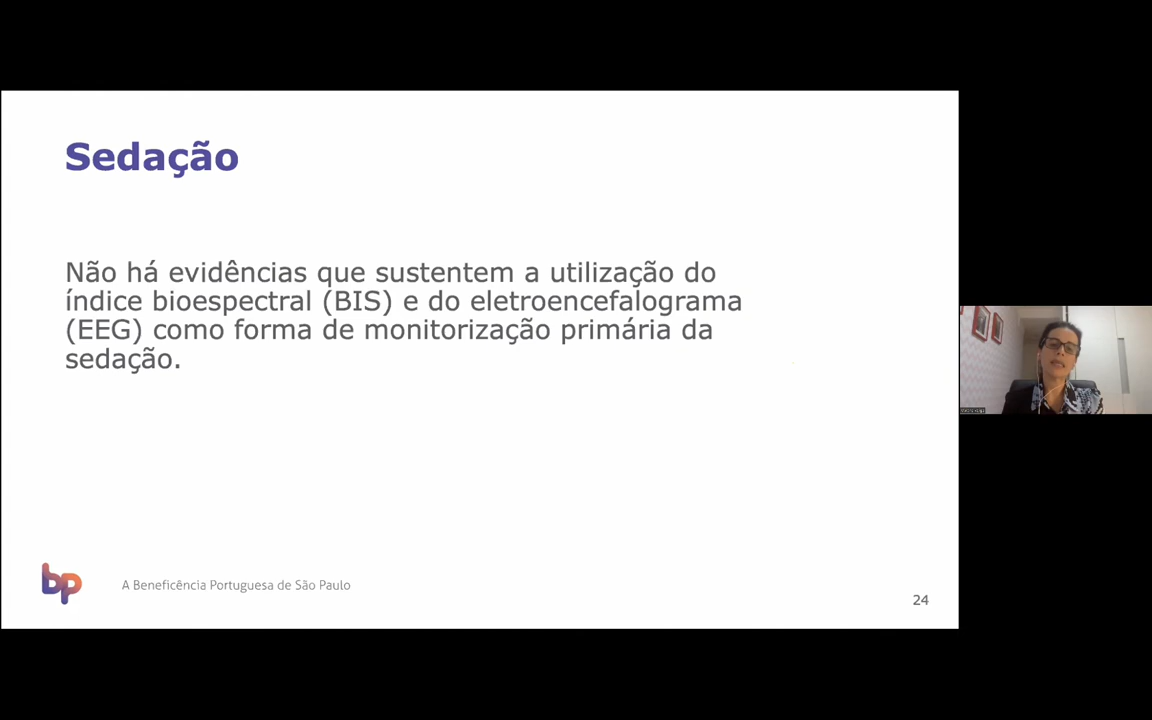 Sedação
Não há evidências que sustentem a utilização do
índice bioespectral (BIS) e do eletroencefalograma
(EEG) como forma de monitorização primária da
sedação.
bp
A Beneficência Portuguesa de São Paulo
24